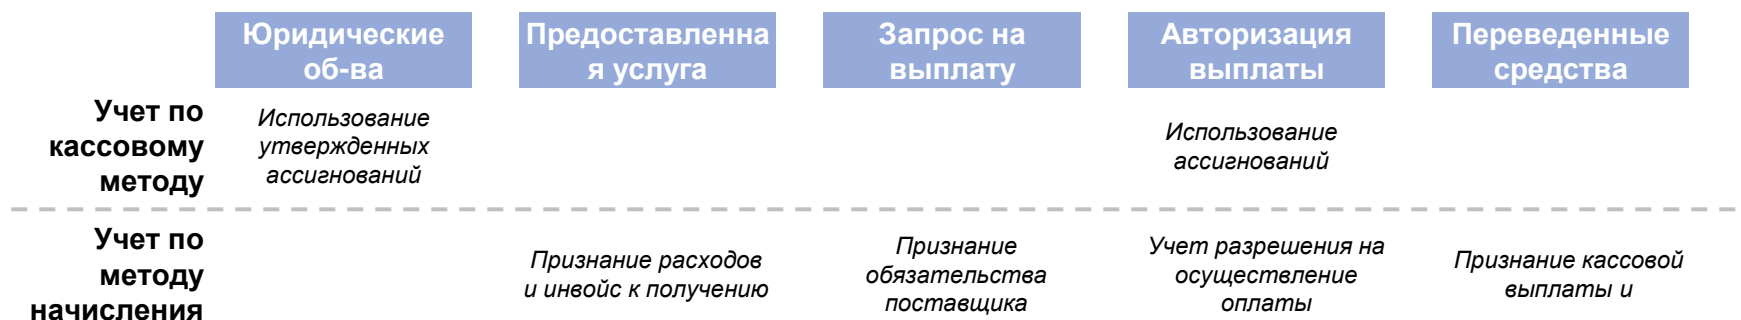 Юридические
об-ва
Предоставленна
я услуга
Запрос на
выплату
Авторизация
выплаты
Переведенные
средства
Учет по
кассовому
методу
Использование
утвержденных
ассигнований
Использование
ассигнований
Учет по
методу
начисления
Признание расходов
и инвойс к получению
Признание
обязательства
поставщика
Учет разрешения на
осуществление
оплаты
Признание кассовой
выплаты и